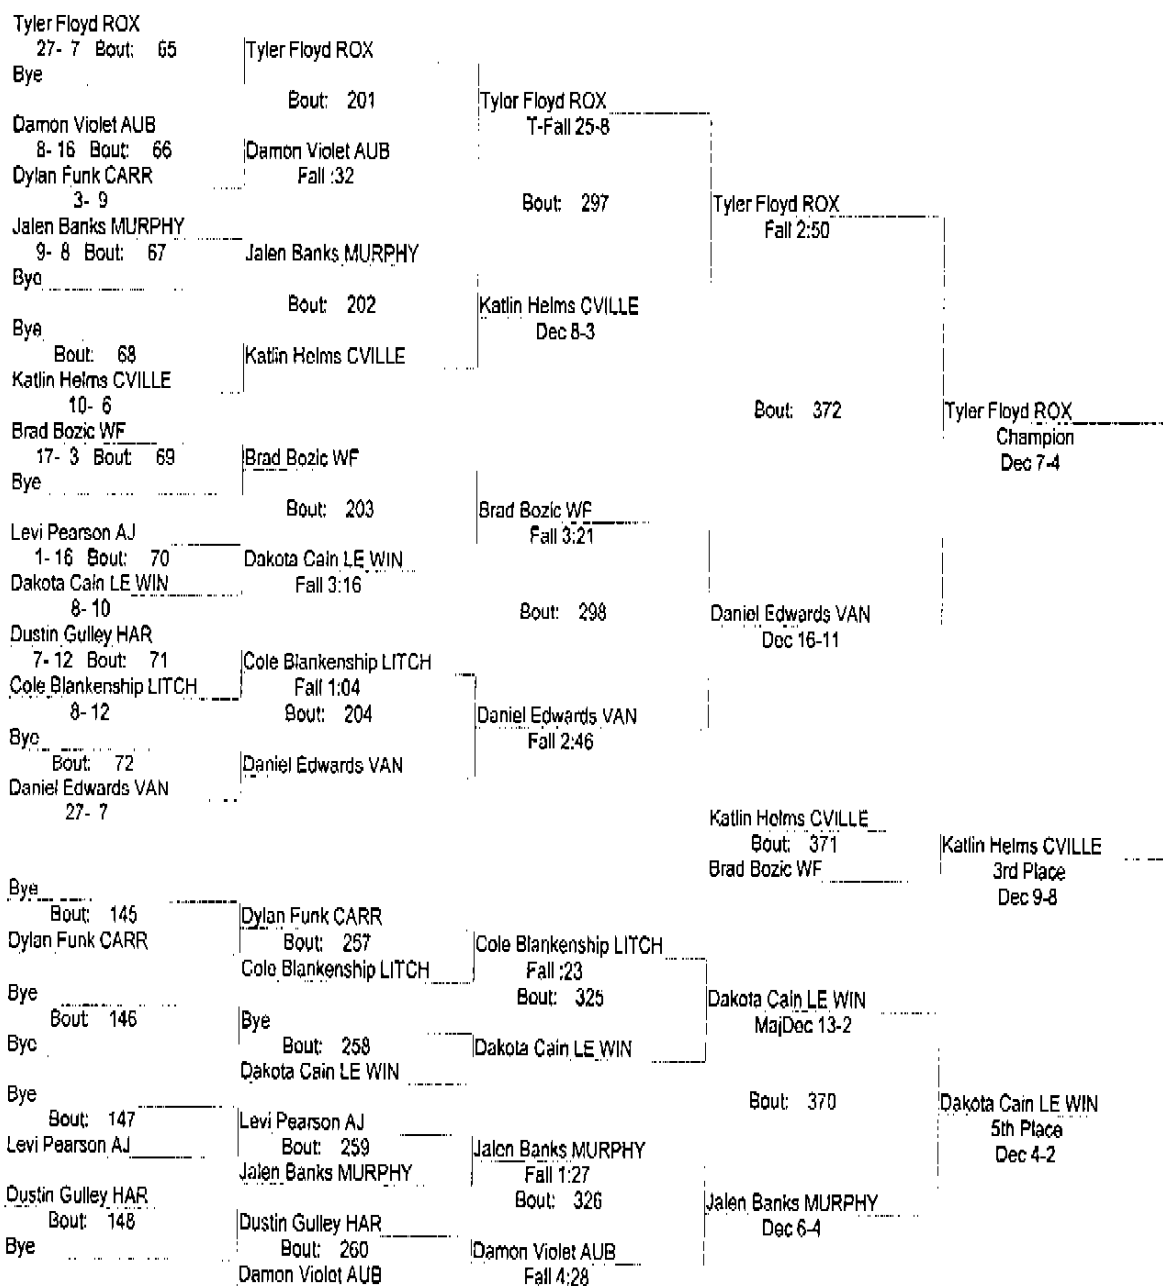 Tyler Floyd ROX
27- 7 Bout: 65
Tyler Floyd ROX
Bye
Bout: 201
Tylor Floyd ROX
T-Fall 25-8
Damon Violet AUB
8- 16 Bout: 66
Damon Violet AUB
Dylan Funk CARR
Fall :32
3- 9
Bout: 297
Tyler Floyd ROX
Fall 2:50
Jalen Banks MURPHY
9- 8 Bout: 67
Jalen Banks MURPHY
Bye
Bout: 202
Katlin Helms CVILLE
Dec 8-3
Bye
Bout: 68
Katlin Helms CVILLE
Katlin Helms CVILLE
10- 6
Bout: 372
Tyler Floyd ROX
Champion
Dec 7-4
Brad Bozic WF
17- 3 Bout: 69
Brad Bozic WF
Bye
Bout: 203
Brad Bozic WF
Fall 3:21
Levi Pearson AJ
1- 16 Bout: 70
Dakota Cain LE WIN
Dakota Cain LE WIN
Fall 3:16
8- 10
Bout: 298
Daniel Edwards VAN
Dec 16-11
Dustin Gulley HAR
7- 12 Bout: 71
Cole Blankenship LITCH
Cole Blankenship LITCH
Fall 1:04
8- 12
Bout: 204
Daniel Edwards VAN
Fall 2:46
Bye
Bout: 72
Daniel Edwards VAN
Daniel Edwards VAN
27- 7
Katlin Helms CVILLE
Bout: 371
Katlin Helms CVILLE
Brad Bozic WF
3rd Place
Dec 9-8
Bye
Bout: 145
Dylan Funk CARR
Dylan Funk CARR
Bout: 257
Cole Blankenship LITCH
Cole Blankenship LITCH
Fall :23
Bye
Bout: 325
Dakota Cain LE WIN
MajDec 13-2
Bout: 146
Bye
Bye
Bout: 258
Dakota Cain LE WIN
Dakota Cain LE WIN
Bye
Bout: 370
Dakota Cain LE WIN
5th Place
Dec 4-2
Bout: 147
Levi Pearson AJ
Levi Pearson AJ
Bout: 259
Jalen Banks MURPHY
Jalen Banks MURPHY
Fall 1:27
Dustin Gulley HAR
Bout: 326
Jalen Banks MURPHY
Dec 6-4
Bout: 148
Dustin Gulley HAR
Bye
Bout: 260
Damon Violet AUB
Damon Violet AUB
Fall 4:28